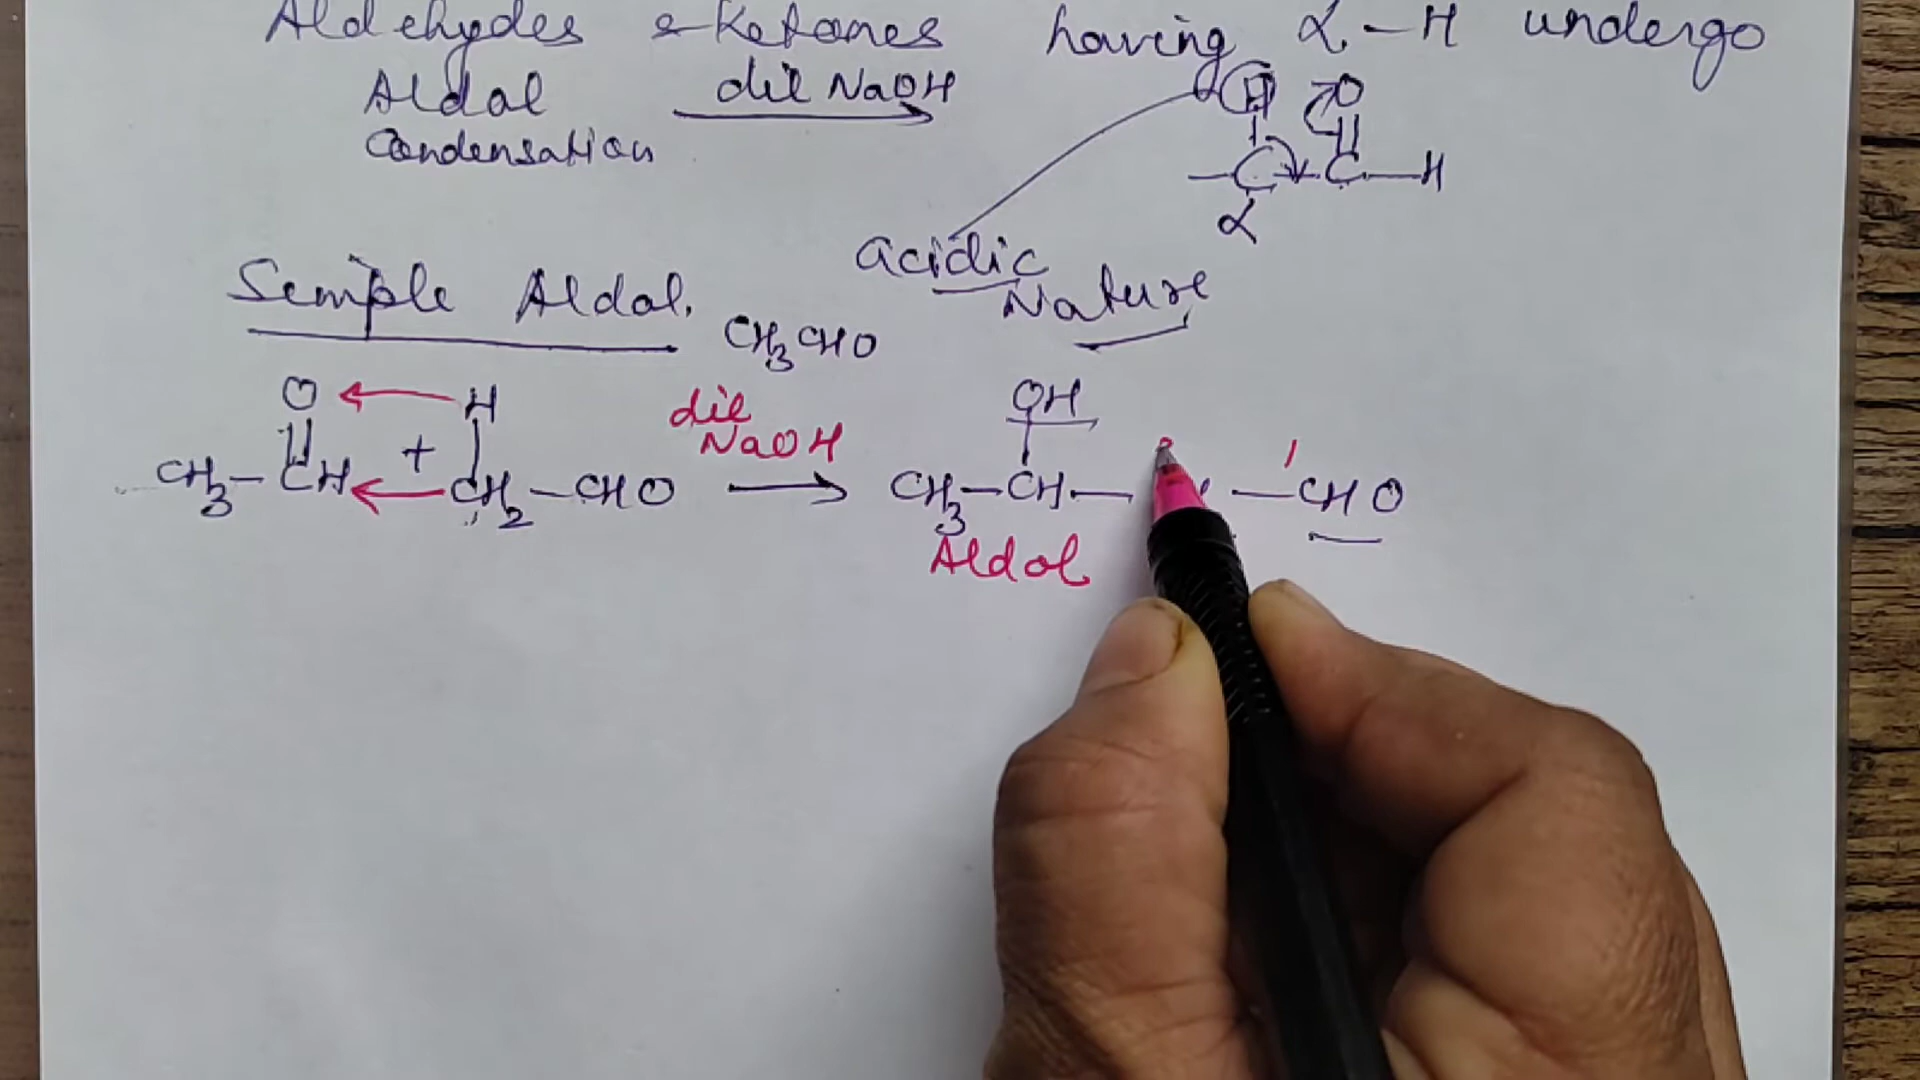 Aldehydes & Ketones having α-H undergo
Aldol dil NaOH
Condensation
H O
— C — C — H
α
acidic
Nature
Simple Aldol.
CH3CHO
O H dil NaOH OH
CH3 — CH + CH2 — CHO → CH3 — CH — — CHO
1
Aldol